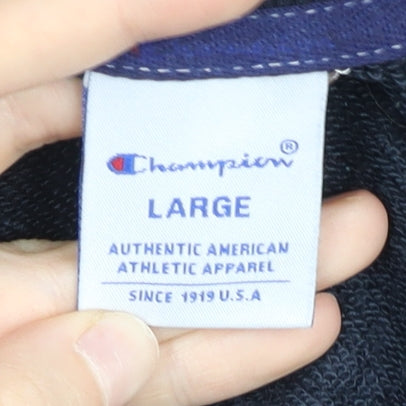 Champion®
LARGE
AUTHENTIC AMERICAN
ATHLETIC APPAREL
SINCE 1919 U.S.A